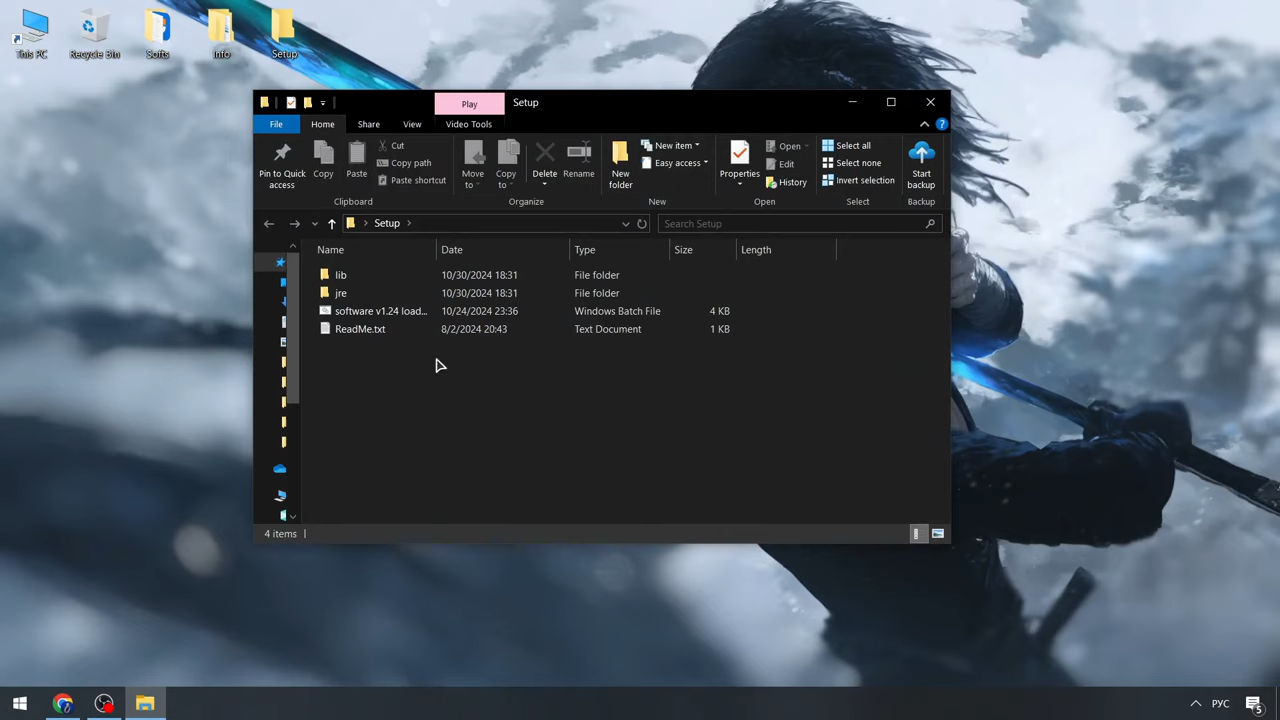 This PC
Recycle Bin
Softs
Info
Setup
Play
Setup
File
Home
Share
View
Video Tools
Pin to Quick access
Copy
Paste
Cut
Copy path
Paste shortcut
Move to
Copy to
Delete
Rename
New folder
New item
Easy access
Properties
Open
Edit
History
Select all
Select none
Invert selection
Start backup
Clipboard
Organize
New
Open
Select
Backup
Setup
Search Setup
Name Date Type Size Length
lib 10/30/2024 18:31 File folder
jre 10/30/2024 18:31 File folder
software v1.24 load... 10/24/2024 23:36 Windows Batch File 4 KB
ReadMe.txt 8/2/2024 20:43 Text Document 1 KB
4 items
РУС
5